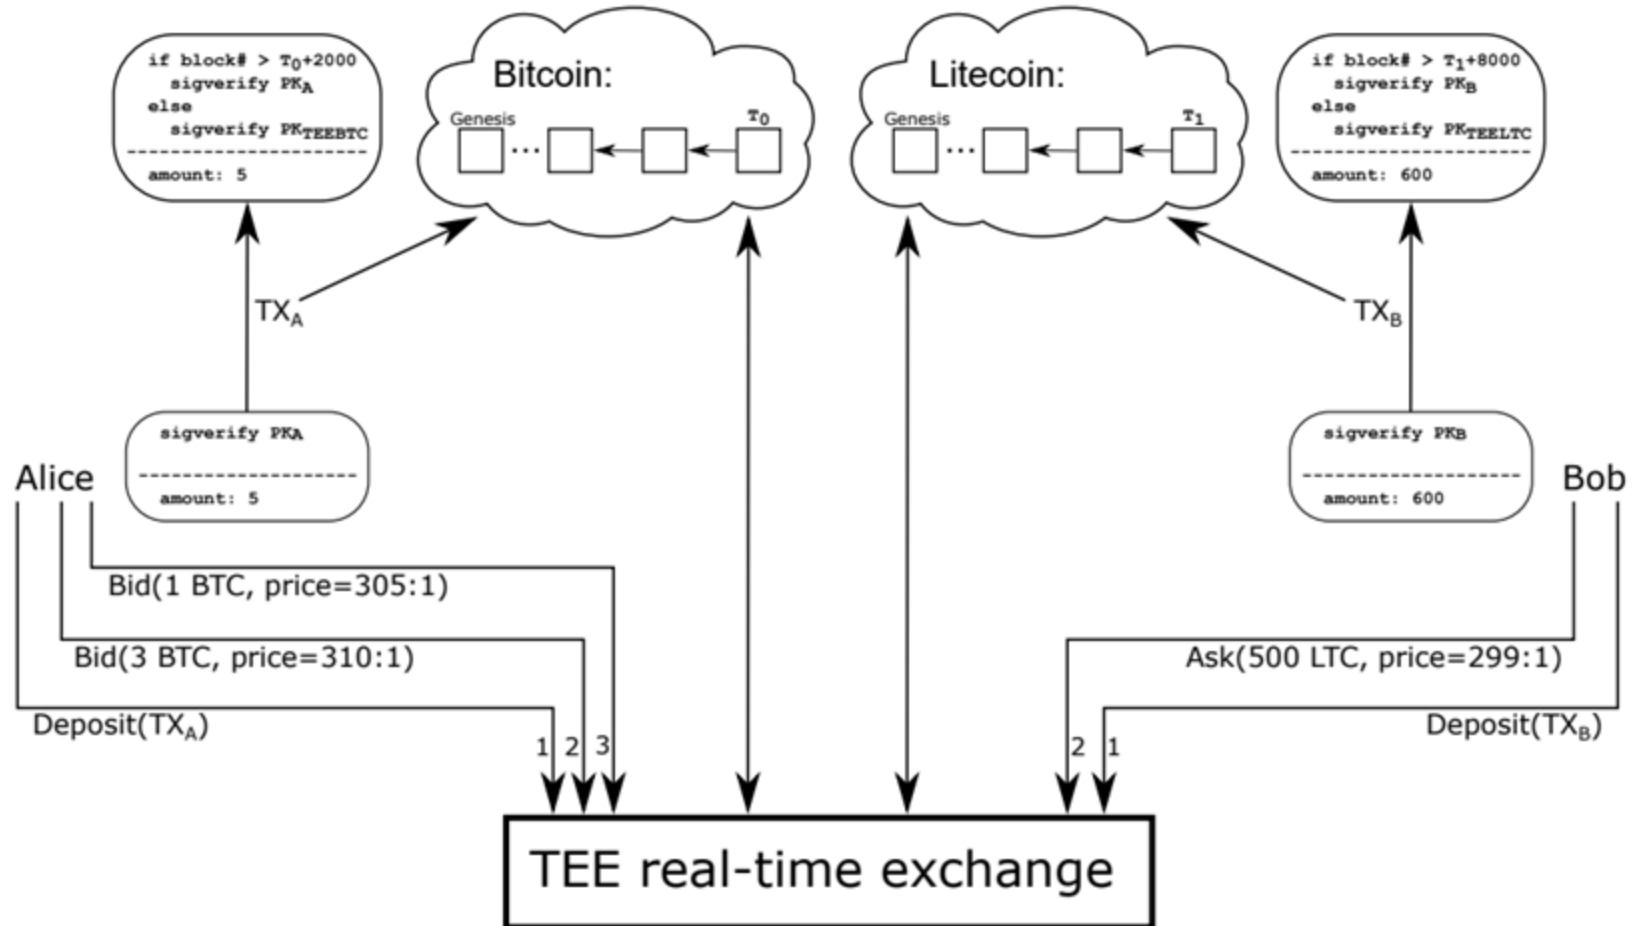 if block# > T0+2000
sigverify PKA
else
sigverify PKTEEBTC
amount: 5
Bitcoin:
Genesis
...
T0
Litecoin:
Genesis
...
T1
if block# > T1+8000
sigverify PKB
else
sigverify PKTEELTC
amount: 600
TXA
TXB
sigverify PKA
amount: 5
sigverify PKB
amount: 600
Alice
Bob
Bid(1 BTC, price=305:1)
Bid(3 BTC, price=310:1)
Ask(500 LTC, price=299:1)
Deposit(TXA)
Deposit(TXB)
1 2 3
2 1
TEE real-time exchange